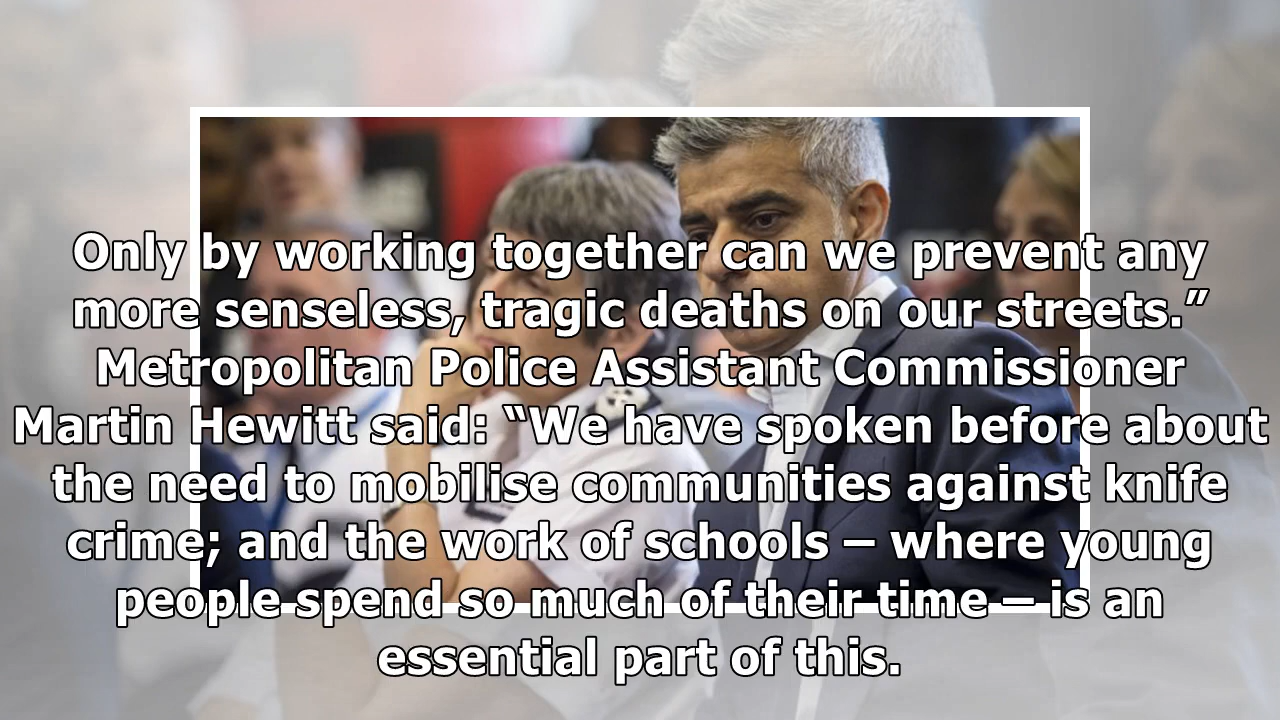 Only by working together can we prevent any
more senseless, tragic deaths on our streets.”
Metropolitan Police Assistant Commissioner
Martin Hewitt said: “We have spoken before about
the need to mobilise communities against knife
crime; and the work of schools – where young
people spend so much of their time – is an
essential part of this.